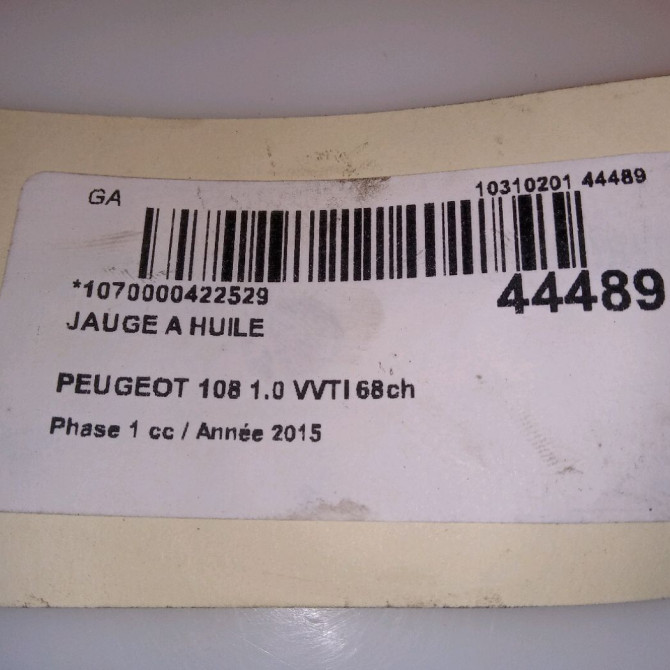 GA
10310201 44489
*1070000422529
44489
JAUGE A HUILE
PEUGEOT 108 1.0 VVTI 68ch
Phase 1 cc / Année 2015